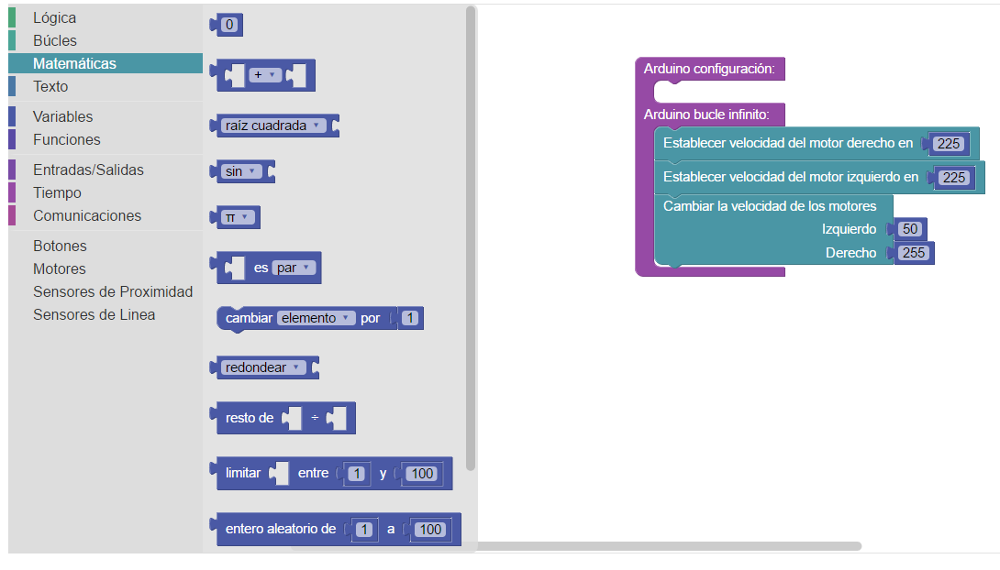 Lógica
Búcles
Matemáticas
Texto
Variables
Funciones
Entradas/Salidas
Tiempo
Comunicaciones
Botones
Motores
Sensores de Proximidad
Sensores de Linea
0
+
raíz cuadrada
sin
π
es par
cambiar elemento por 1
redondear
resto de ÷
limitar entre 1 y 100
entero aleatorio de 1 a 100
Arduino configuración:
Arduino bucle infinito:
Establecer velocidad del motor derecho en 225
Establecer velocidad del motor izquierdo en 225
Cambiar la velocidad de los motores
Izquierdo 50
Derecho 255